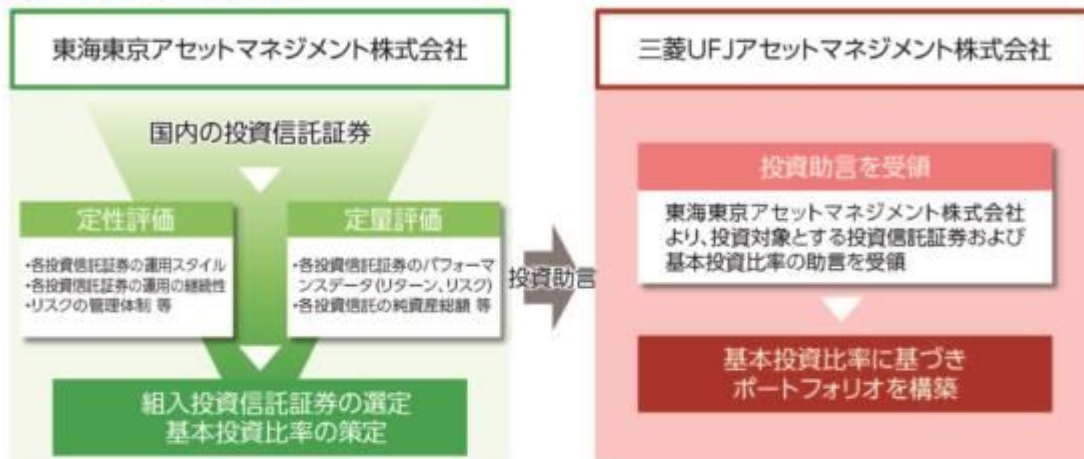 東海東京アセットマネジメント株式会社
国内の投資信託証券
定性評価
・各投資信託証券の運用スタイル
・各投資信託証券の運用の継続性
・リスクの管理体制 等
定量評価
・各投資信託証券のパフォーマ
ンスデータ(リターン、リスク)
・各投資信託の純資産総額 等
組入投資信託証券の選定
基本投資比率の策定
投資助言
三菱UFJアセットマネジメント株式会社
投資助言を受領
東海東京アセットマネジメント株式会社
より、投資対象とする投資信託証券および
基本投資比率の助言を受領
基本投資比率に基づき
ポートフォリオを構築